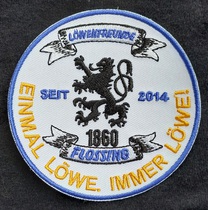 LÖWENFREUNDE
SEIT 2014
1860
FLOSSING
EINMAL LÖWE. IMMER LÖWE!